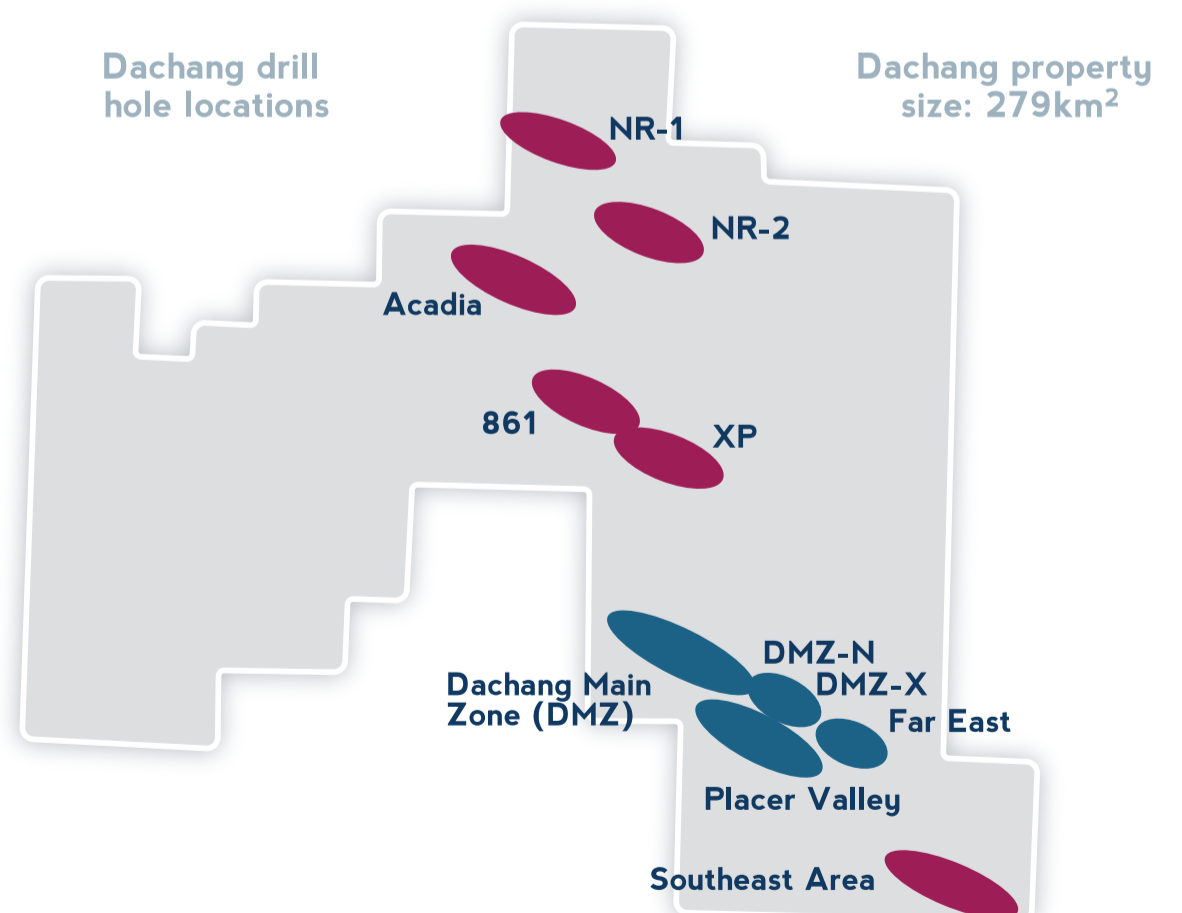 Dachang drill
hole locations
Dachang property
size: 279km²
NR-1
NR-2
Acadia
861
XP
DMZ-N
DMZ-X
Dachang Main
Zone (DMZ)
Far East
Placer Valley
Southeast Area